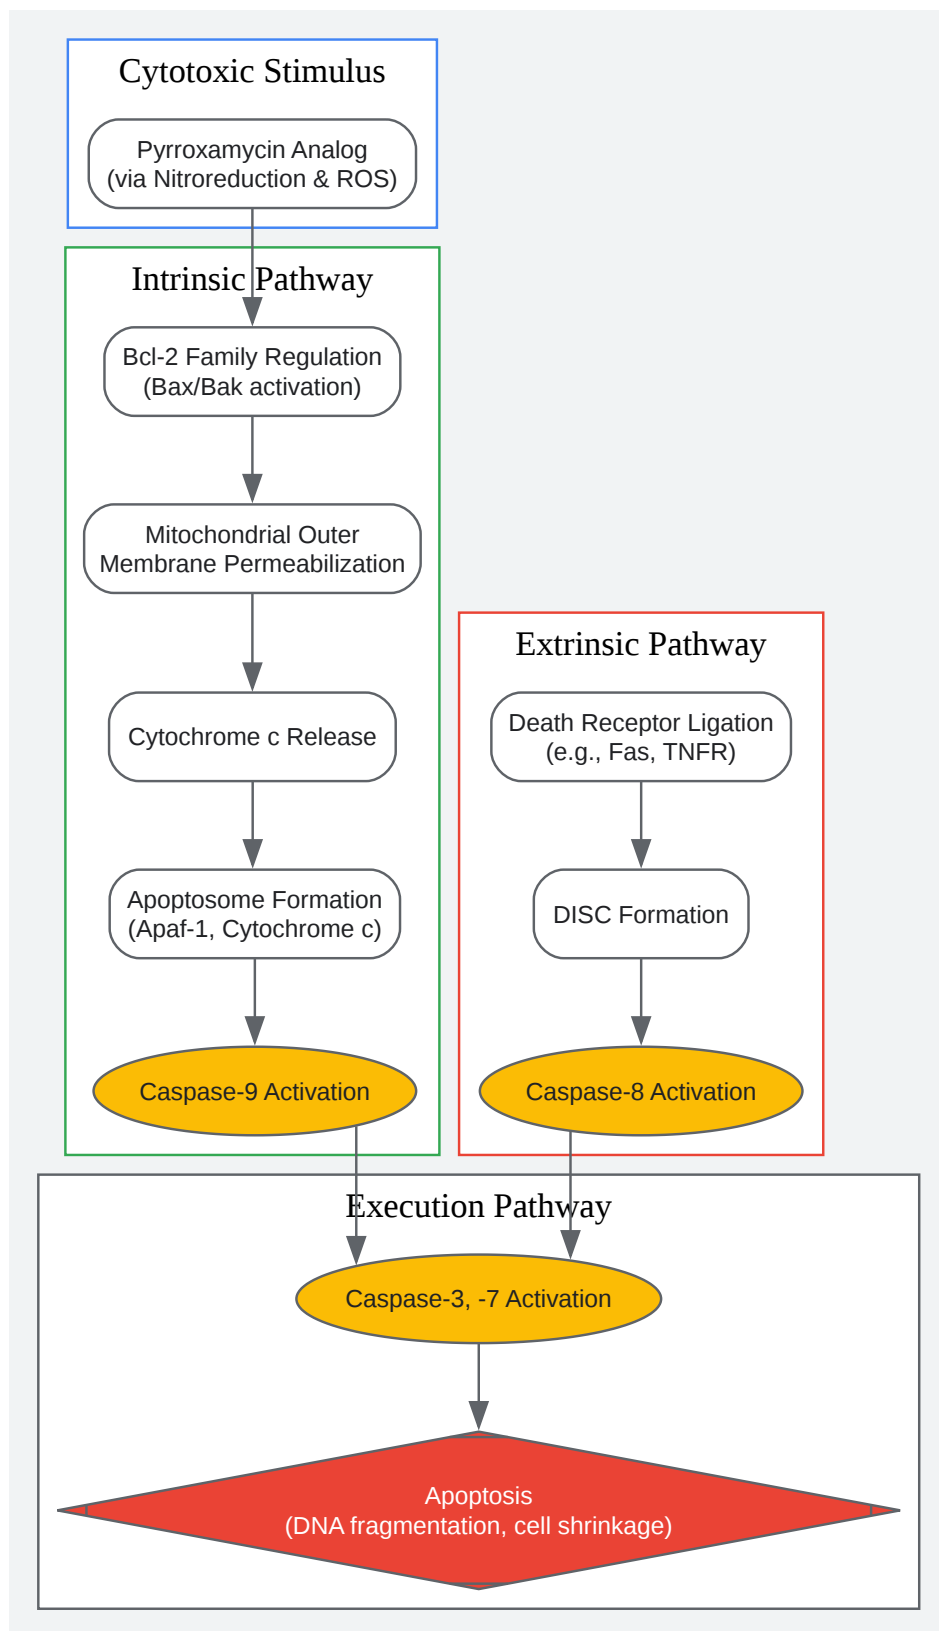 Cytotoxic Stimulus
Pyrroxamycin Analog
(via Nitroreduction & ROS)
Intrinsic Pathway
Bcl-2 Family Regulation
(Bax/Bak activation)
Mitochondrial Outer
Membrane Permeabilization
Cytochrome c Release
Apoptosome Formation
(Apaf-1, Cytochrome c)
Caspase-9 Activation
Extrinsic Pathway
Death Receptor Ligation
(e.g., Fas, TNFR)
DISC Formation
Caspase-8 Activation
Execution Pathway
Caspase-3, -7 Activation
Apoptosis
(DNA fragmentation, cell shrinkage)